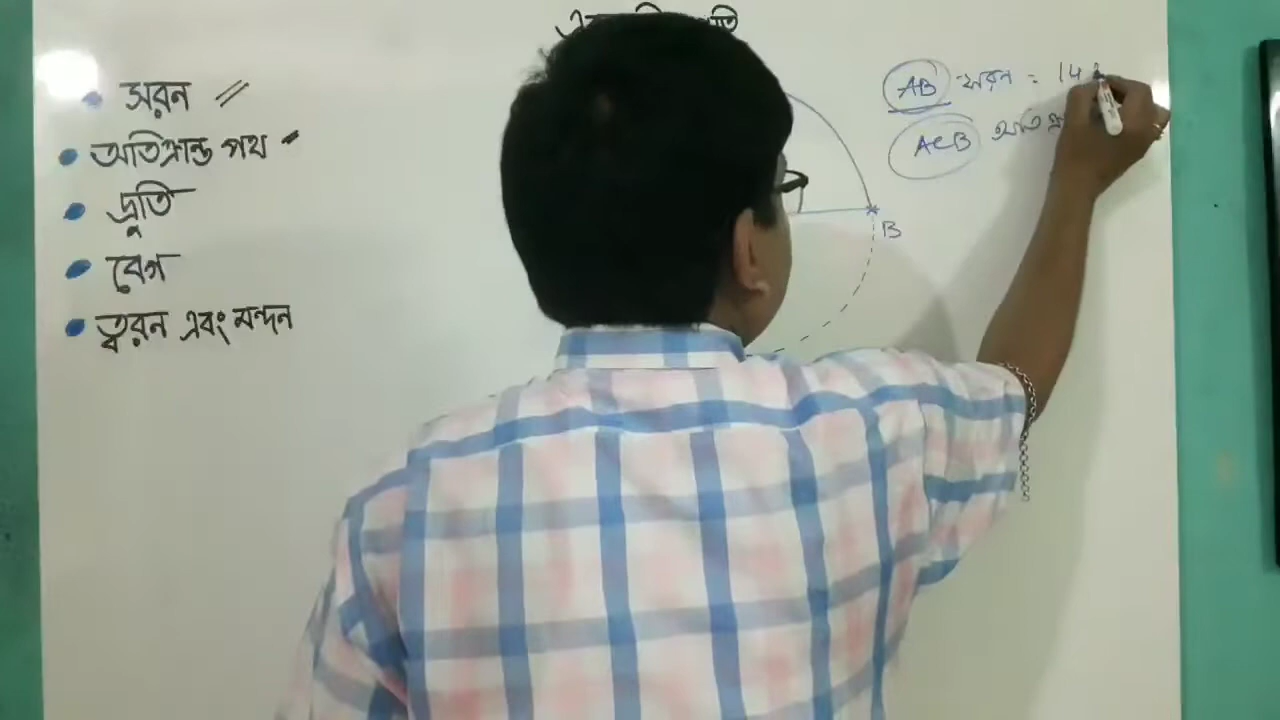 সরন
অতিক্রান্ত পথ
দ্রুতি
বেগ
ত্বরন এবং মন্দন
AB সরন = 14
ACB
B